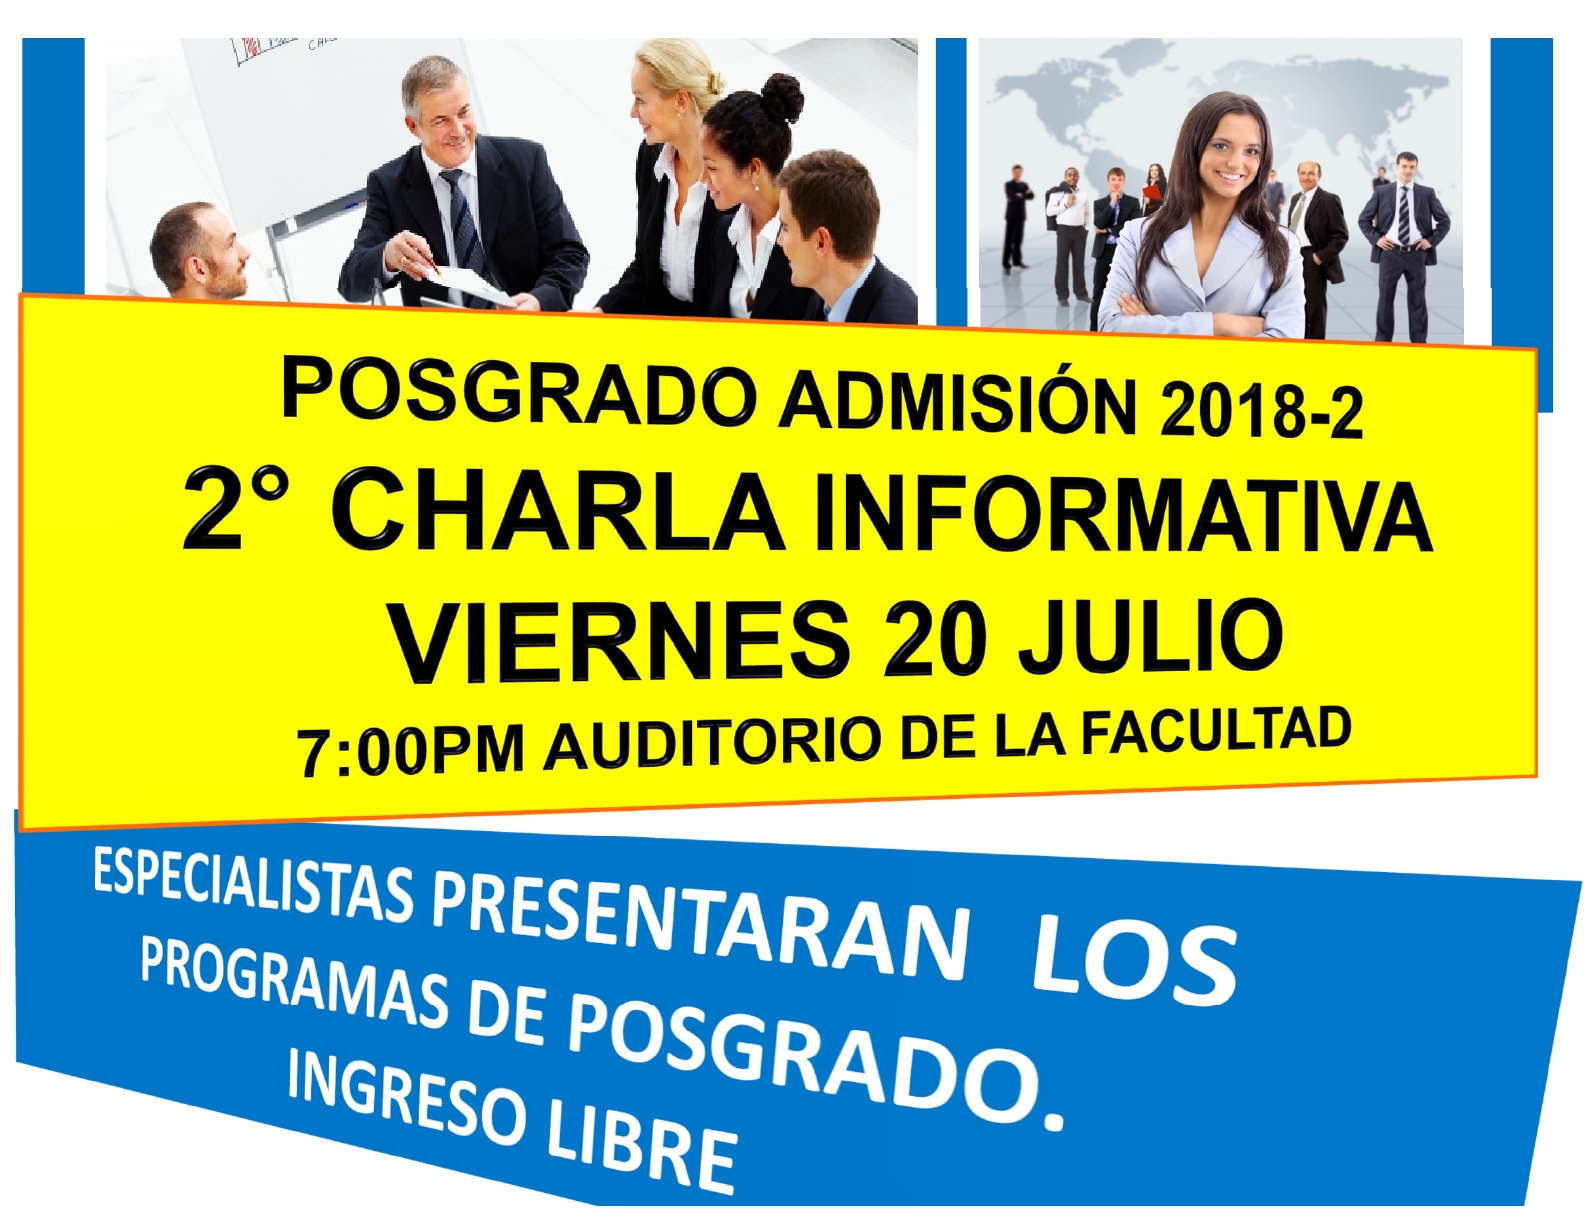 POSGRADO ADMISIÓN 2018-2
2° CHARLA INFORMATIVA
VIERNES 20 JULIO
7:00PM AUDITORIO DE LA FACULTAD
ESPECIALISTAS PRESENTARAN LOS
PROGRAMAS DE POSGRADO.
INGRESO LIBRE